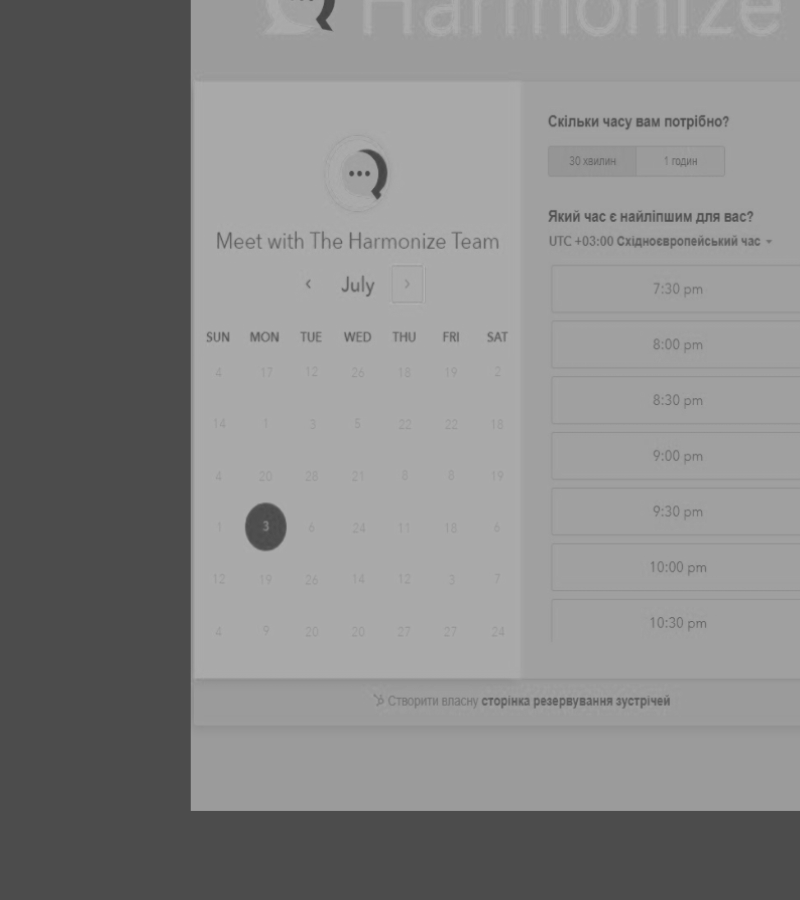 Harmonize
Meet with The Harmonize Team
‹ July ›
SUN MON TUE WED THU FRI SAT
4 17 12 26 18 19 2
14 1 3 5 22 22 18
4 20 28 21 8 8 19
1 3 6 24 11 18 6
12 19 26 14 12 3 7
4 9 20 20 27 27 24
Скільки часу вам потрібно?
30 хвилин 1 годин
Який час є найліпшим для вас?
UTC +03:00 Східноєвропейський час
7:30 pm
8:00 pm
8:30 pm
9:00 pm
9:30 pm
10:00 pm
10:30 pm
Створити власну сторінка резервування зустрічей